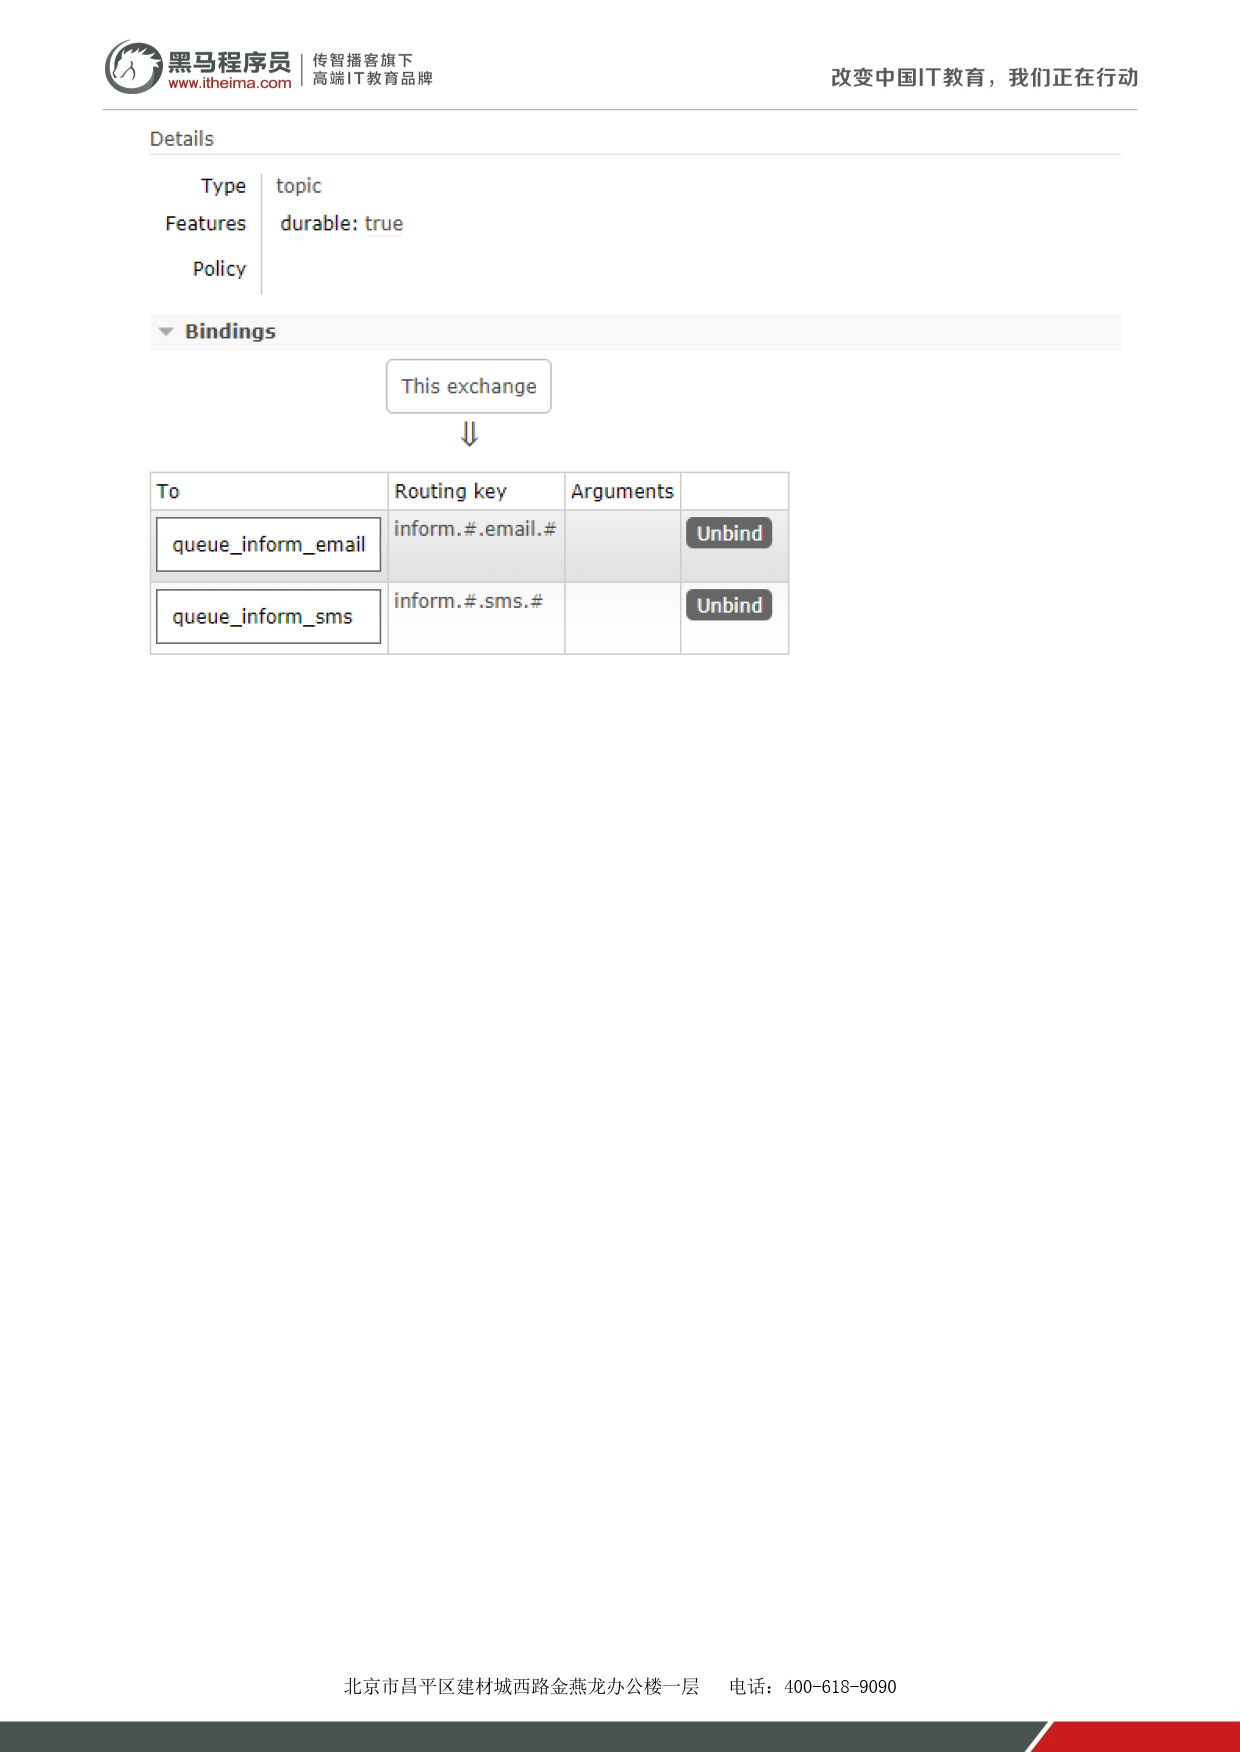 黑马程序员
www.itheima.com
传智播客旗下
高端IT教育品牌
改变中国IT教育，我们正在行动
Details
Type topic
Features durable: true
Policy
Bindings
This exchange
⇓
To Routing key Arguments
queue_inform_email inform.#.email.# Unbind
queue_inform_sms inform.#.sms.# Unbind
北京市昌平区建材城西路金燕龙办公楼一层 电话：400-618-9090